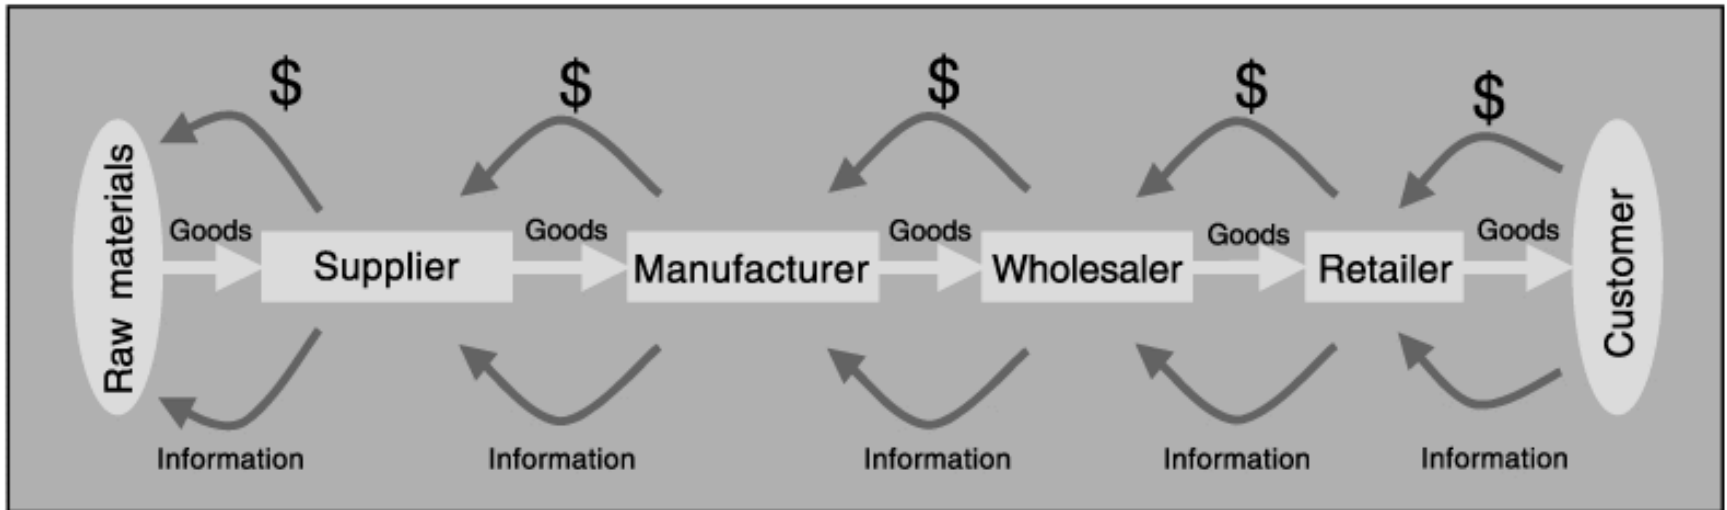 $
$
$
$
$
Raw materials
Goods
Supplier
Goods
Manufacturer
Goods
Wholesaler
Goods
Retailer
Goods
Customer
Information
Information
Information
Information
Information